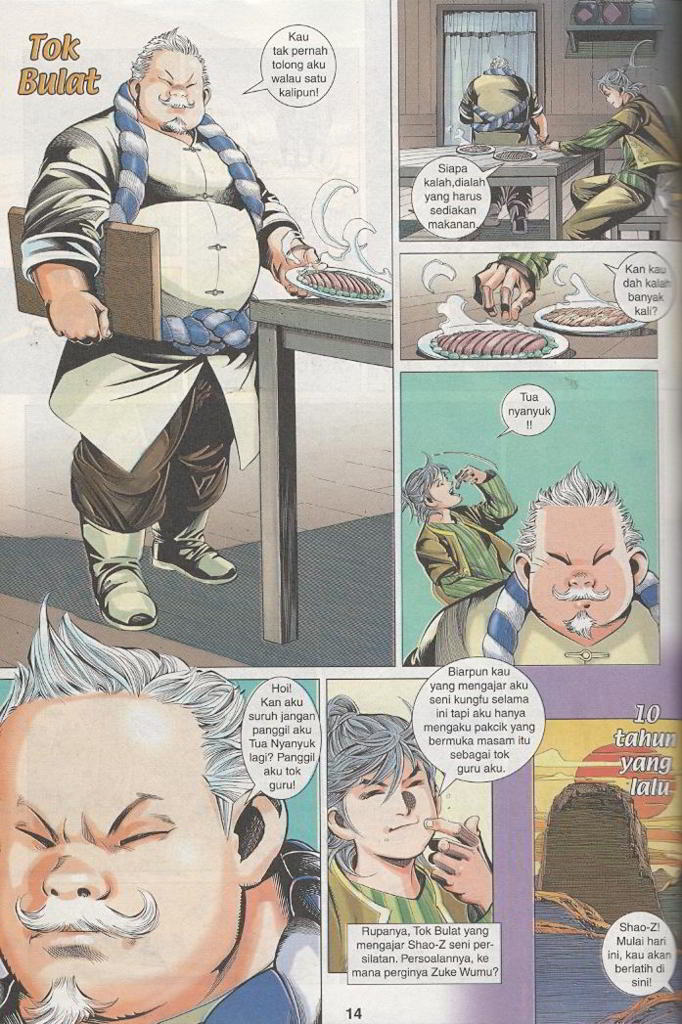 Tok
Bulat
Kau
tak pernah
tolong aku
walau satu
kalipun!
Siapa
kalah,dialah
yang harus
sediakan
makanan.
Kan kau
dah kalah
banyak
kali?
Tua
nyanyuk
!!
Hoi!
Kan aku
suruh jangan
panggil aku
Tua Nyanyuk
lagi? Panggil
aku tok
guru!
Biarpun kau
yang mengajar aku
seni kungfu selama
ini tapi aku hanya
mengaku pakcik yang
bermuka masam itu
sebagai tok
guru aku.
Rupanya, Tok Bulat yang
mengajar Shao-Z seni per-
silatan. Persoalannya, ke
mana perginya Zuke Wumu?
10
tahun
yang
lalu
Shao-Z!
Mulai hari
ini, kau akan
berlatih di
sini!
14